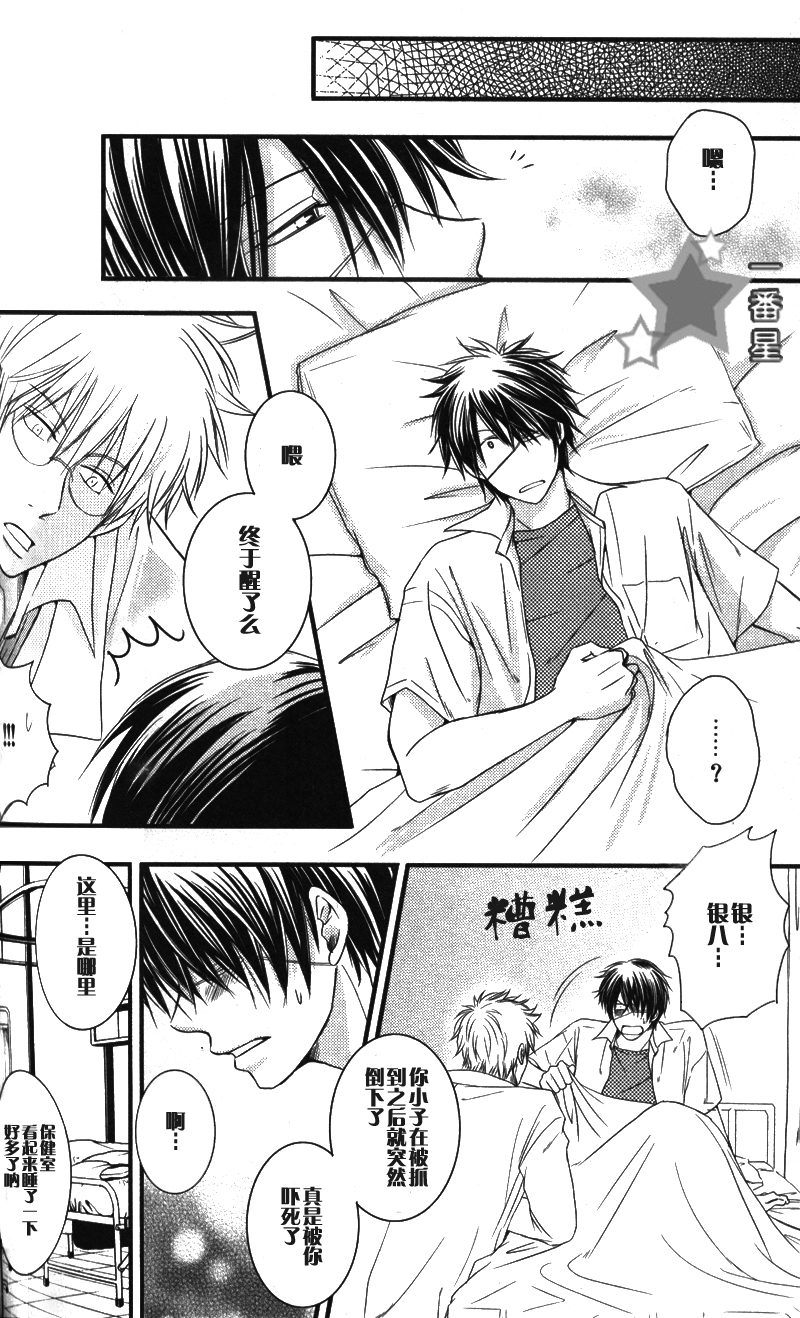 嗯…
一番星
……？
喂
终于醒了么
!!!
银…
银八…
糟糕
你小子在被抓
到之后就突然
倒下了
真是被你
吓死了
啊…
这里…是哪里
保健室
看起来睡了一下
好多了呐